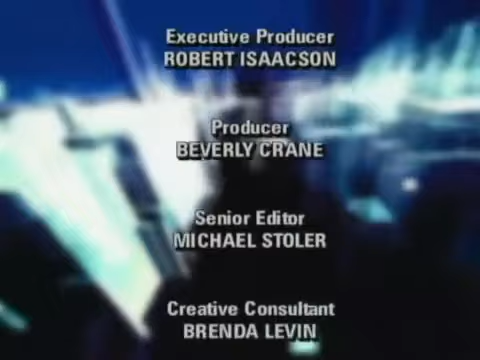 Executive Producer
ROBERT ISAACSON
Producer
BEVERLY CRANE
Senior Editor
MICHAEL STOLER
Creative Consultant
BRENDA LEVIN